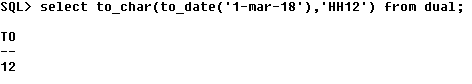 SQL> select to_char(to_date('1-mar-18'),'HH12') from dual;
TO
--
12